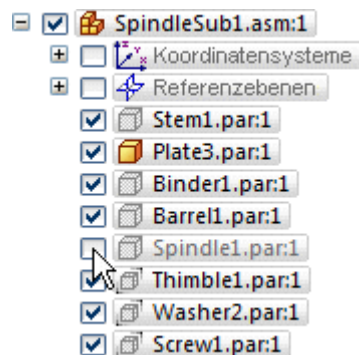 SpindleSub1.asm:1
Koordinatensysteme
Referenzebenen
Stem1.par:1
Plate3.par:1
Binder1.par:1
Barrel1.par:1
Spindle1.par:1
Thimble1.par:1
Washer2.par:1
Screw1.par:1